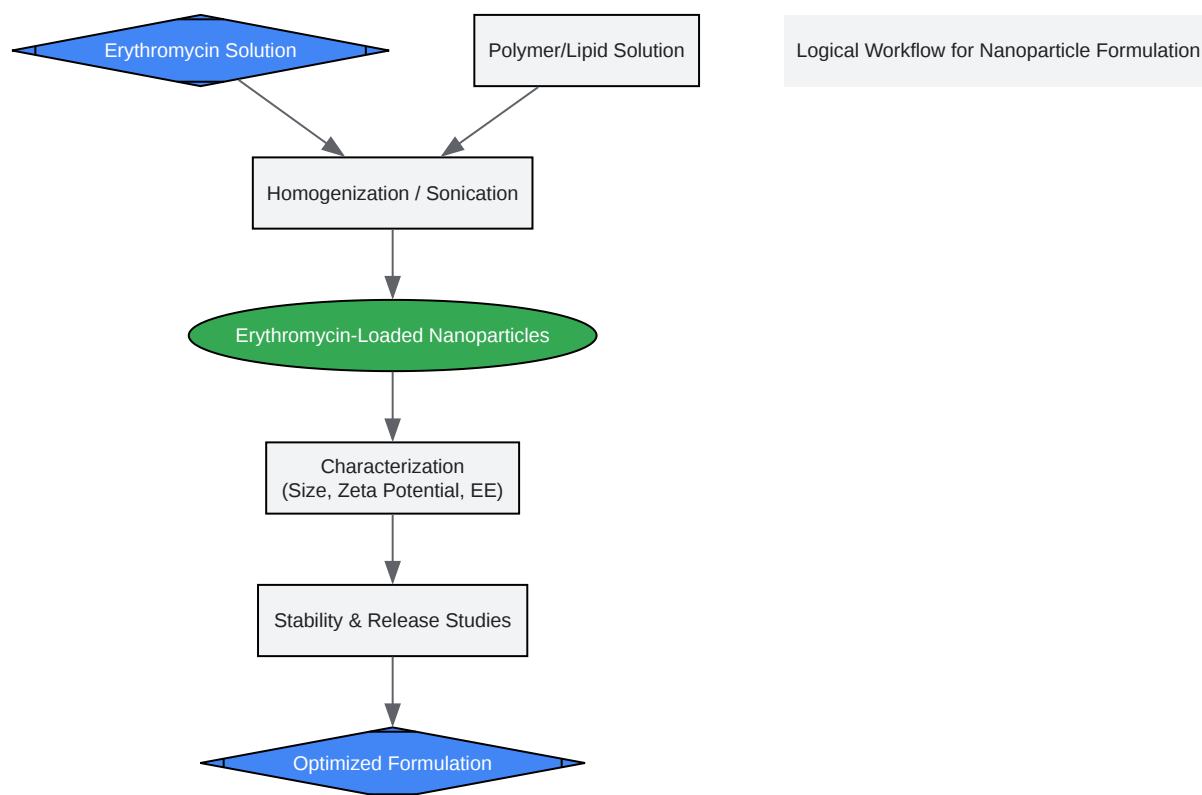 Erythromycin Solution
Polymer/Lipid Solution
Logical Workflow for Nanoparticle Formulation
Homogenization / Sonication
Erythromycin-Loaded Nanoparticles
Characterization
(Size, Zeta Potential, EE)
Stability & Release Studies
Optimized Formulation